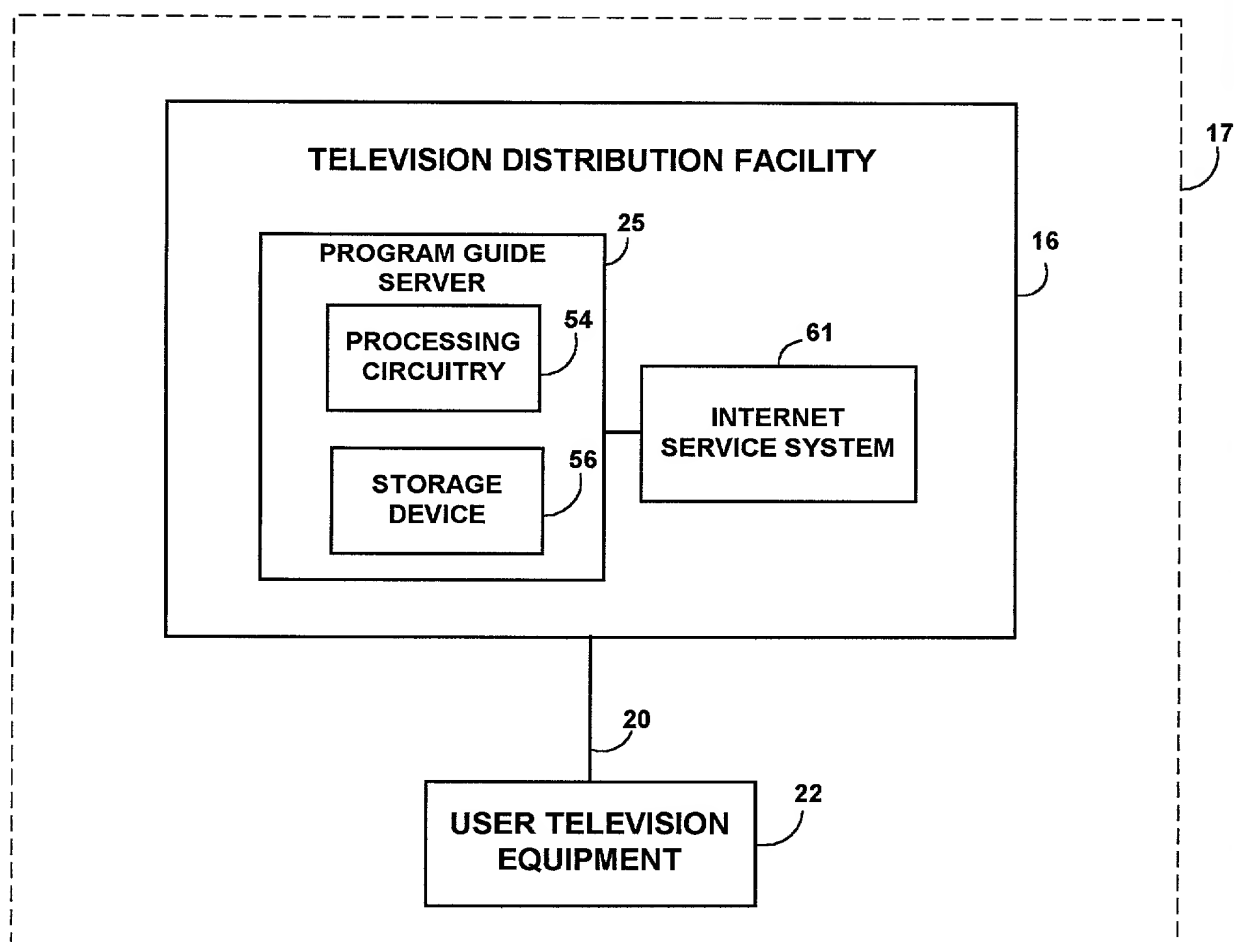 17
TELEVISION DISTRIBUTION FACILITY
16
25
PROGRAM GUIDE
SERVER
54
PROCESSING
CIRCUITRY
61
INTERNET
SERVICE SYSTEM
56
STORAGE
DEVICE
20
22
USER TELEVISION
EQUIPMENT